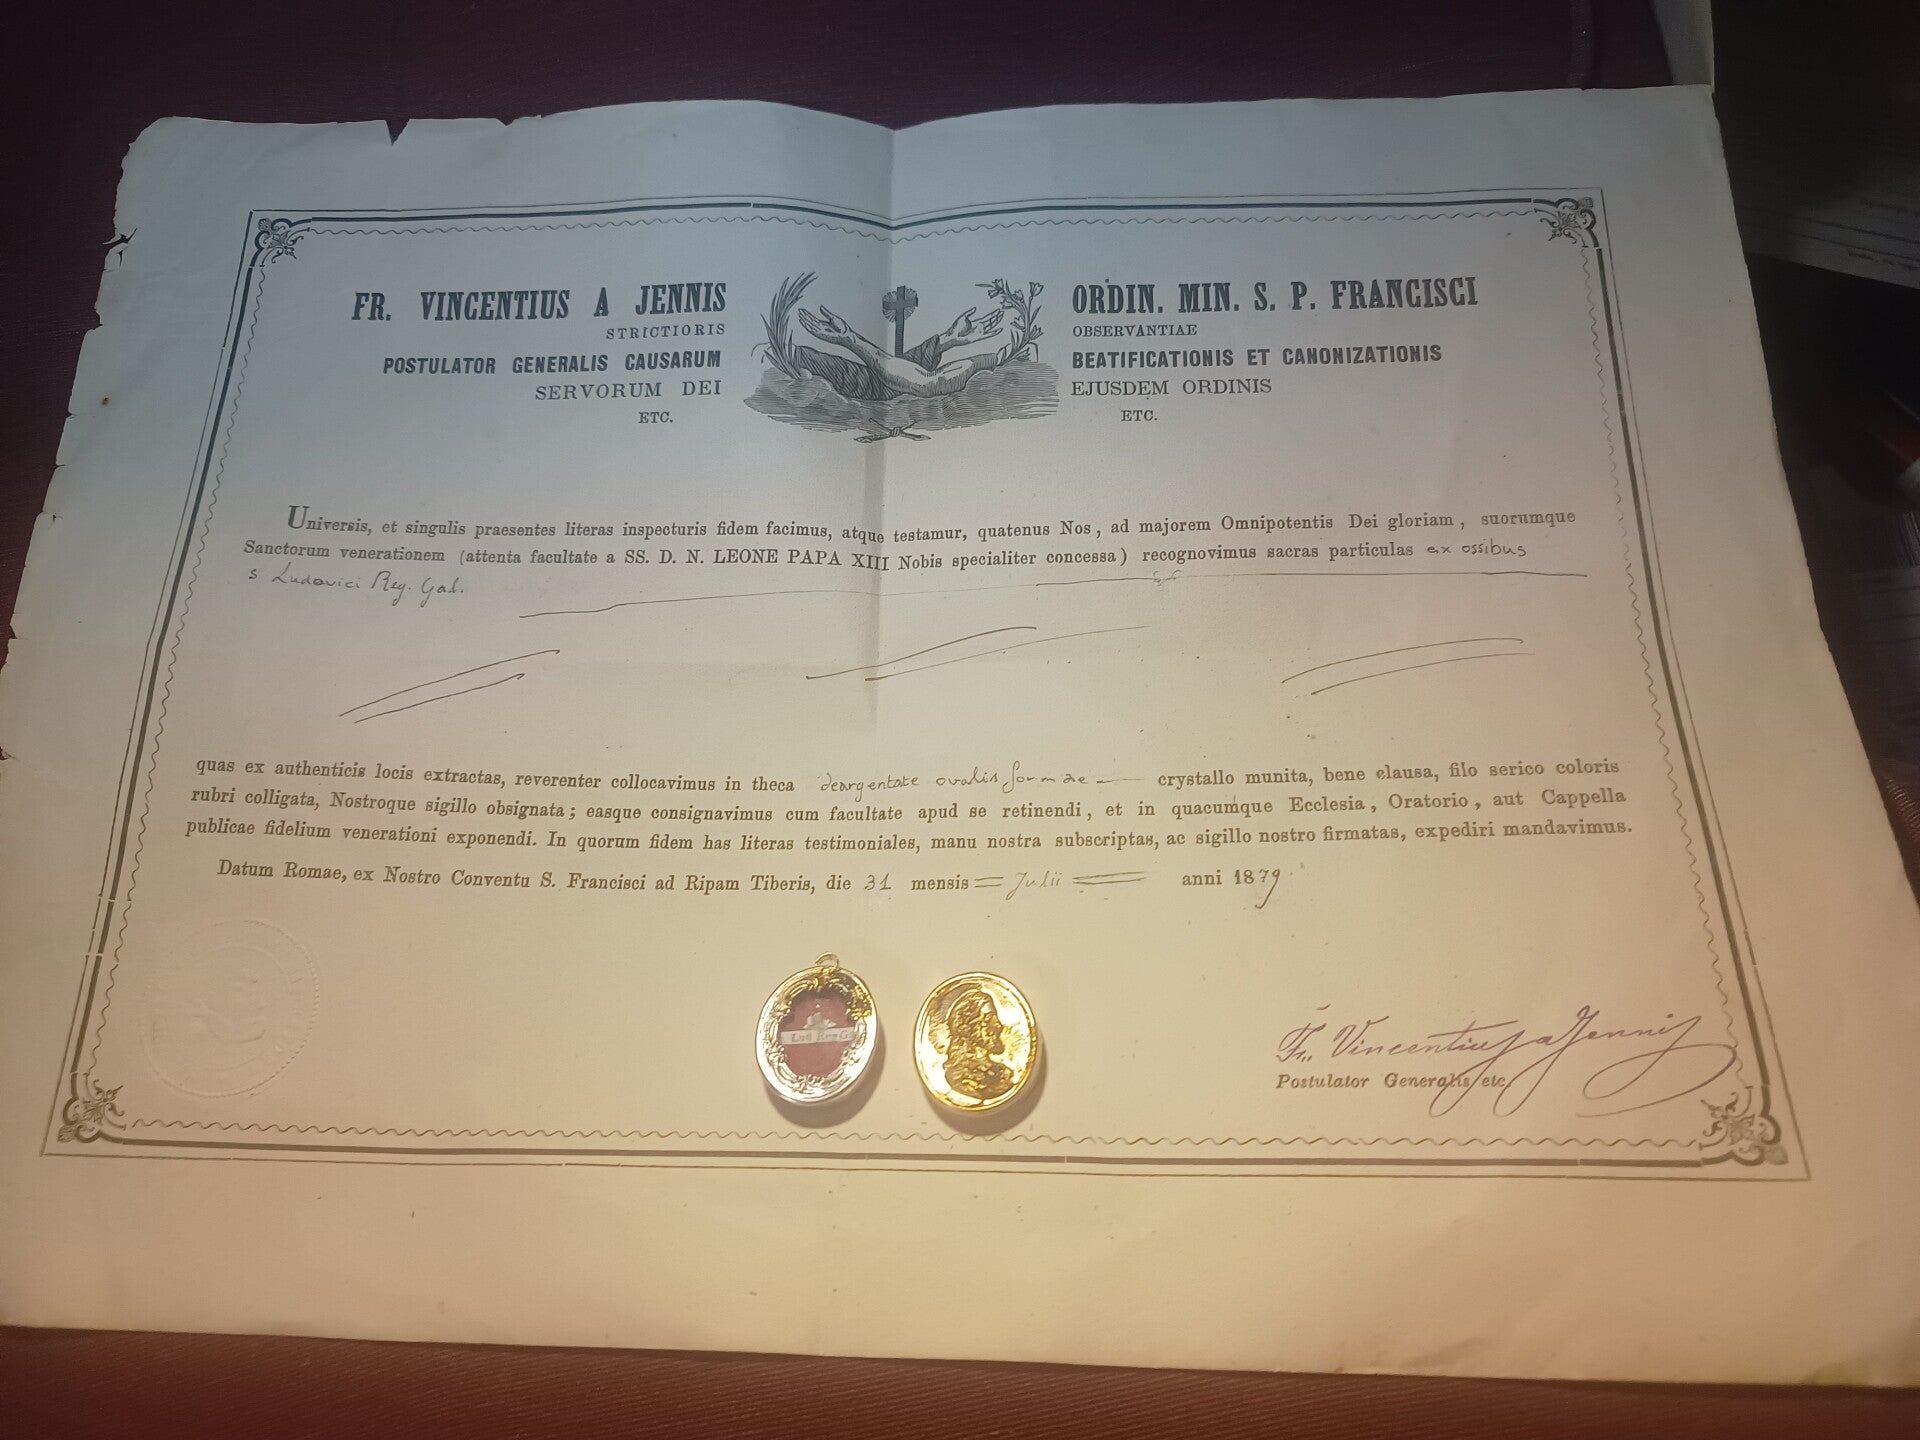 FR. VINCENTIUS A JENNIS
STRICTIORIS
POSTULATOR GENERALIS CAUSARUM
SERVORUM DEI
ETC.
ORDIN. MIN. S. P. FRANCISCI
OBSERVANTIAE
BEATIFICATIONIS ET CANONIZATIONIS
EJUSDEM ORDINIS
ETC.
Universis, et singulis praesentes literas inspecturis fidem facimus, atque testamur, quatenus Nos, ad majorem Omnipotentis Dei gloriam, suorumque
Sanctorum venerationem (attenta facultate a SS. D. N. LEONE PAPA XIII Nobis specialiter concessa) recognovimus sacras particulas ex ossibus
S Ludovici Reg. Gal.
quas ex authenticis locis extractas, reverenter collocavimus in theca deargentate ovalis formae crystallo munita, bene clausa, filo serico coloris
rubri colligata, Nostroque sigillo obsignata; easque consignavimus cum facultate apud se retinendi, et in quacumque Ecclesia, Oratorio, aut Cappella
publicae fidelium venerationi exponendi. In quorum fidem has literas testimoniales, manu nostra subscriptas, ac sigillo nostro firmatas, expediri mandavimus.
Datum Romae, ex Nostro Conventu S. Francisci ad Ripam Tiberis, die 31 mensis Julii anni 1879
Lud Reg G
Fr. Vincentius a Jennis
Postulator Generalis etc,